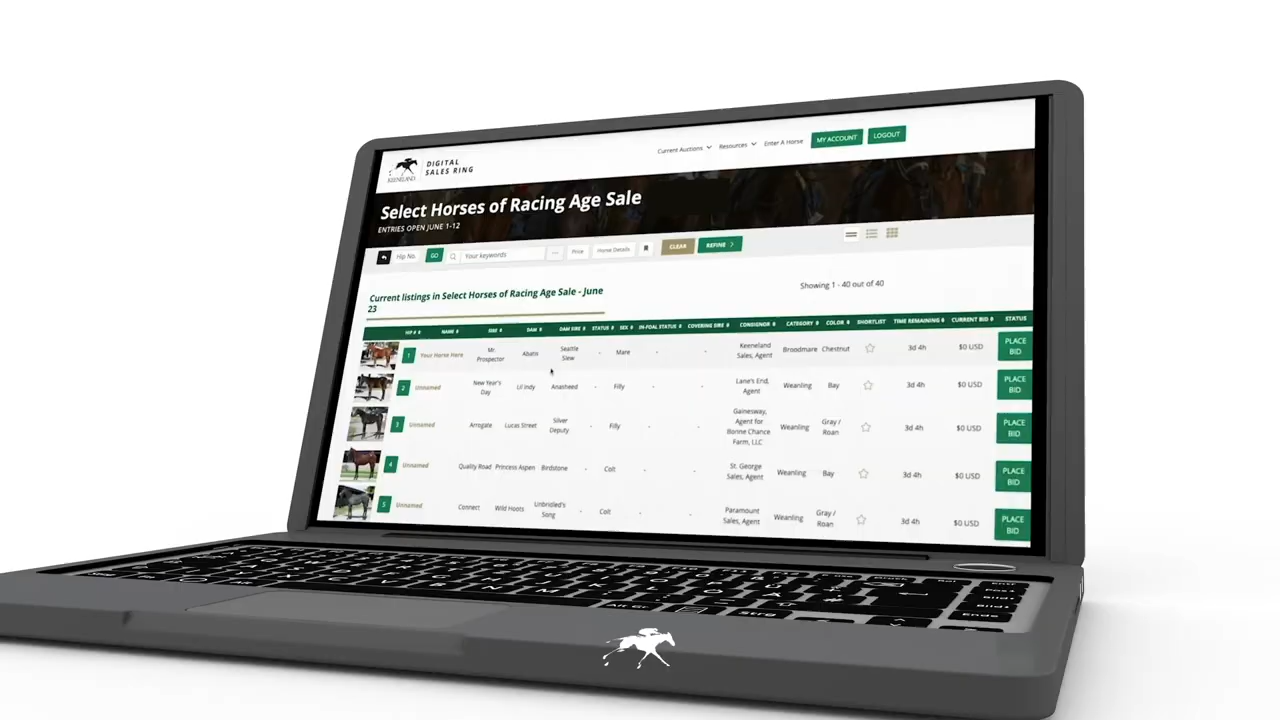 KEENELAND
DIGITAL
SALES RING
Current Auctions
Resources
Enter A Horse
MY ACCOUNT
LOGOUT
Select Horses of Racing Age Sale
ENTRIES OPEN JUNE 1-12
Hip No.
GO
Your keywords
Price
Horse Details
CLEAR
REFINE
Current listings in Select Horses of Racing Age Sale - June
23
Showing 1 - 40 out of 40
HIP # NAME SIRE DAM DAM SIRE STATUS SEX IN-FOAL STATUS COVERING SIRE CONSIGNOR CATEGORY COLOR SHORTLIST TIME REMAINING CURRENT BID STATUS
1 Your Horse Here Mr. Prospector Abatis Seattle Slew - Mare - - Keeneland Sales, Agent Broodmare Chestnut 3d 4h $0 USD PLACE BID
2 Unnamed New Year's Day Lil Indy Anasheed - Filly - - Lane's End, Agent Weanling Bay 3d 4h $0 USD PLACE BID
3 Unnamed Arrogate Lucas Street Silver Deputy - Filly - - Gainesway, Agent for Bonne Chance Farm, LLC Weanling Gray / Roan 3d 4h $0 USD PLACE BID
4 Unnamed Quality Road Princess Aspen Birdstone - Colt - - St. George Sales, Agent Weanling Bay 3d 4h $0 USD PLACE BID
5 Unnamed Connect Wild Hoots Unbridled's Song - Colt - - Paramount Sales, Agent Weanling Gray / Roan 3d 4h $0 USD PLACE BID
Alt Gr
Strg
Ende